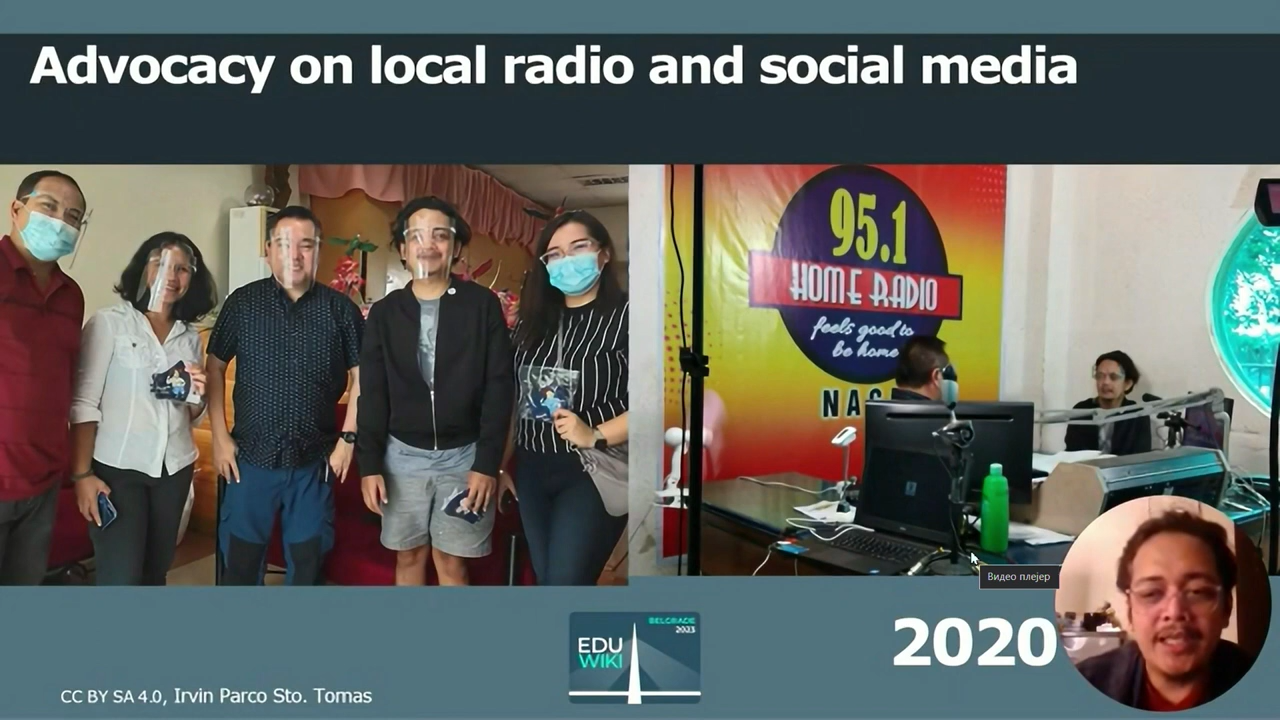 Advocacy on local radio and social media
95.1
HOME RADIO
feels good to
be home
Видео плејер
2020
BELGRADE
2023
EDU
WIKI
CC BY SA 4.0, Irvin Parco Sto. Tomas